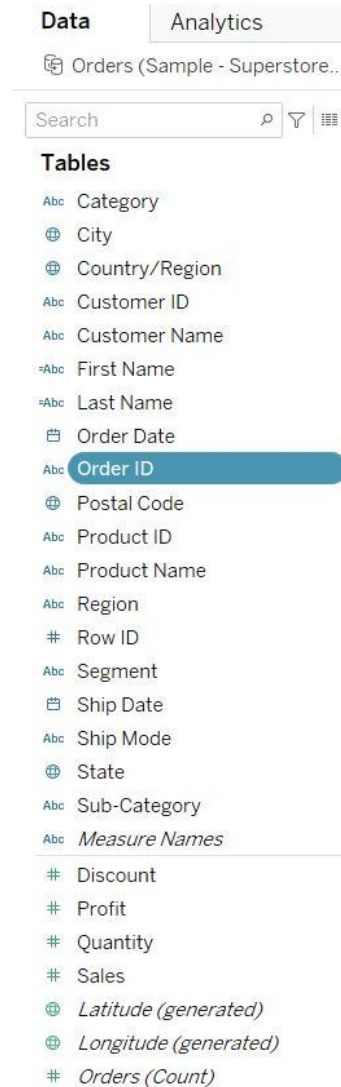 Data Analytics
Orders (Sample - Superstore..
Search
Tables
Abc Category
City
Country/Region
Abc Customer ID
Abc Customer Name
=Abc First Name
=Abc Last Name
Order Date
Abc Order ID
Postal Code
Abc Product ID
Abc Product Name
Abc Region
# Row ID
Abc Segment
Ship Date
Abc Ship Mode
State
Abc Sub-Category
Abc Measure Names
# Discount
# Profit
# Quantity
# Sales
Latitude (generated)
Longitude (generated)
# Orders (Count)